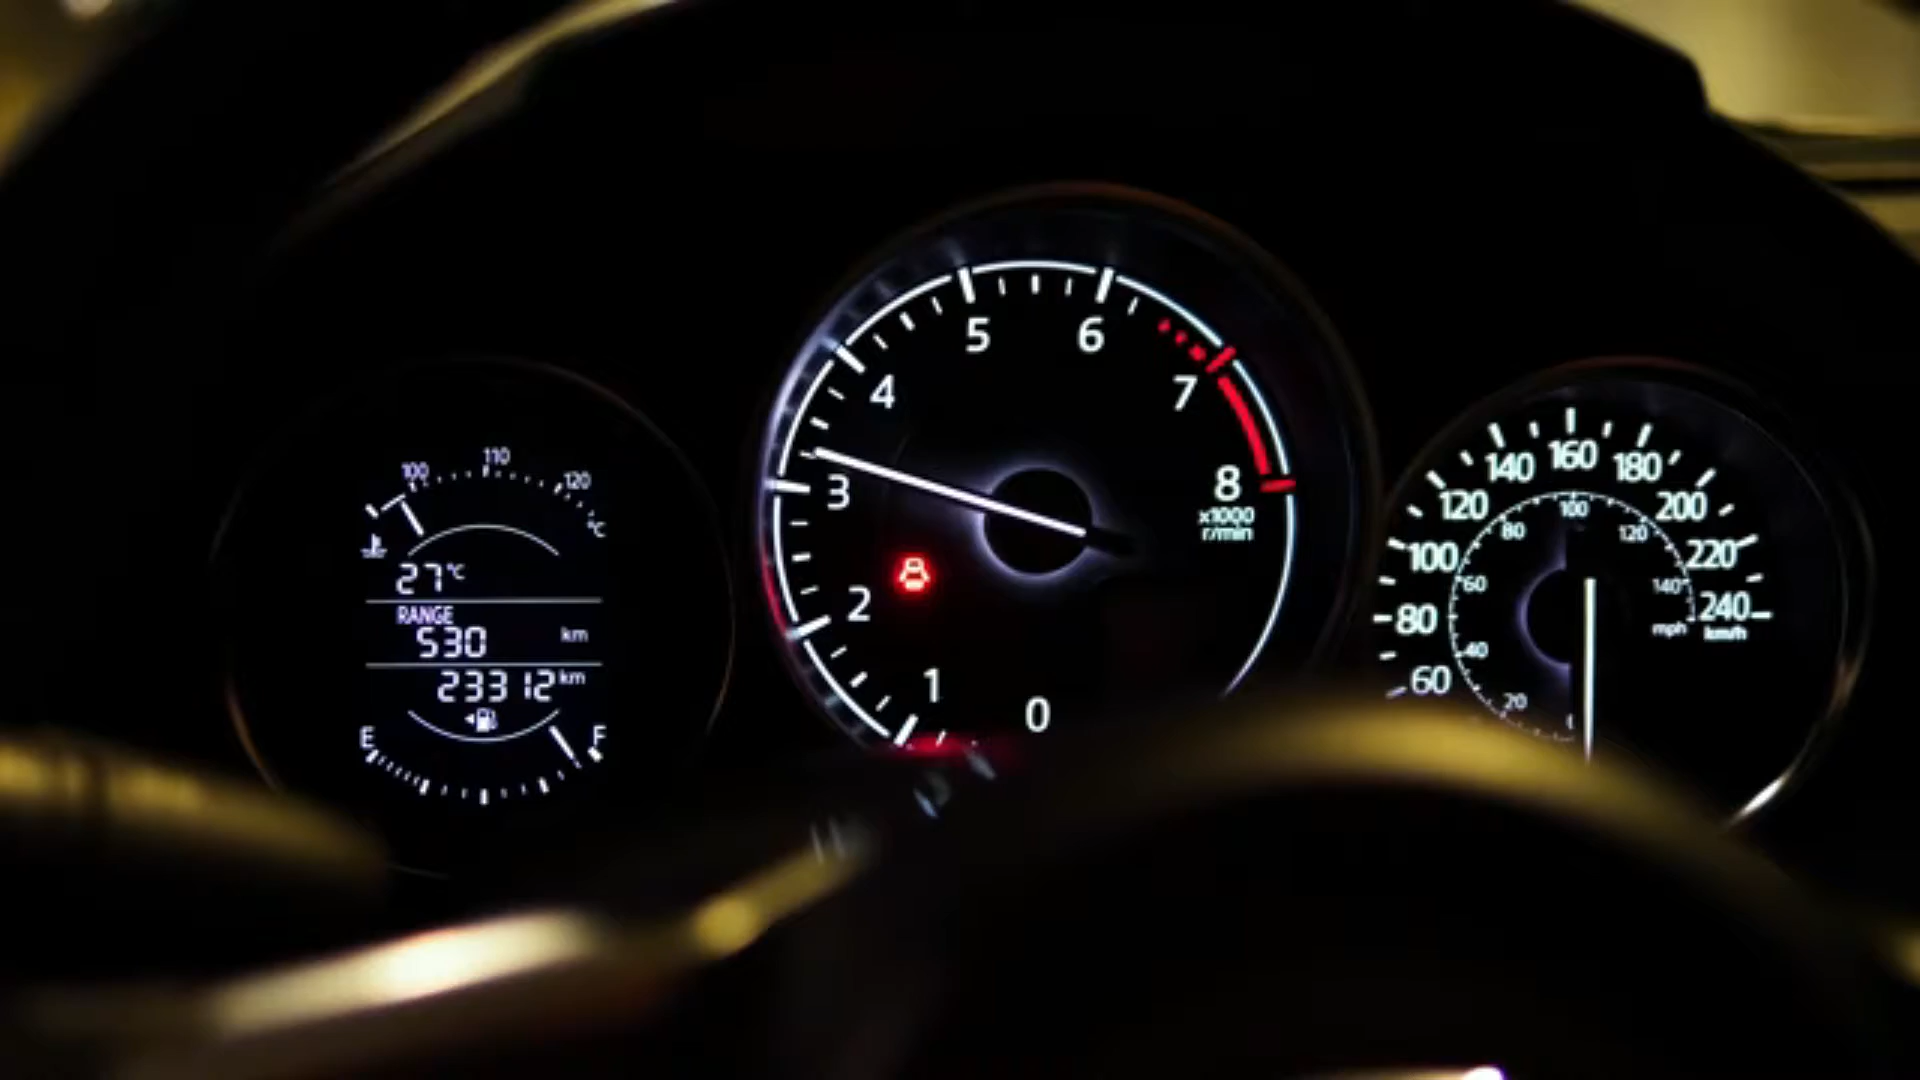 100 110 120
°C
27°C
RANGE
530 km
23312 km
E F
0 1 2 3 4 5 6 7 8
x1000
r/min
60 80 100 120 140 160 180 200 220 240
km/h
20 40 60 80 100 120 140
mph